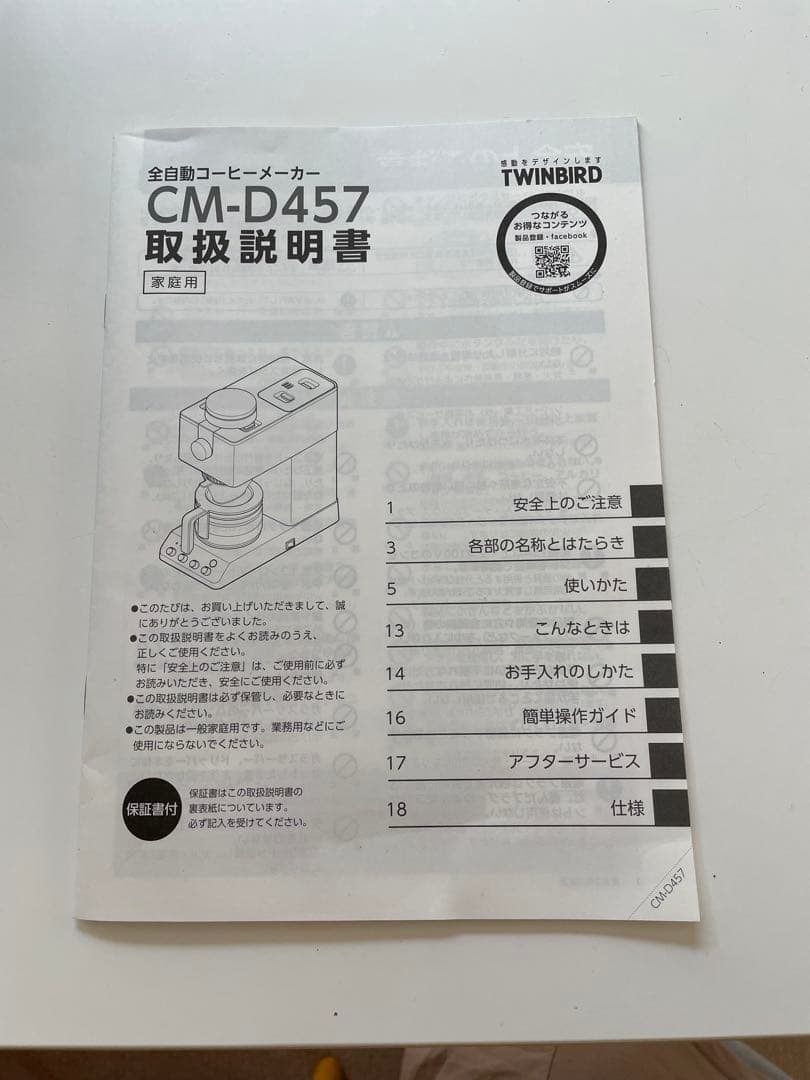 全自動コーヒーメーカー
CM-D457
取扱説明書
家庭用
感動をデザインします
TWINBIRD
つながる
お得なコンテンツ
製品登録・facebook
製品登録でサポートがスムーズに
1 安全上のご注意
3 各部の名称とはたらき
5 使いかた
13 こんなときは
14 お手入れのしかた
16 簡単操作ガイド
17 アフターサービス
18 仕様
●このたびは、お買い上げいただきまして、誠
にありがとうございました。
●この取扱説明書をよくお読みのうえ、
正しくご使用ください。
特に「安全上のご注意」は、ご使用前に必ず
お読みいただき、安全にご使用ください。
●この取扱説明書は必ず保管し、必要なときに
お読みください。
●この製品は一般家庭用です。業務用などにご
使用にならないでください。
保証書付
保証書はこの取扱説明書の
裏表紙についています。
必ず記入を受けてください。
CM-D457